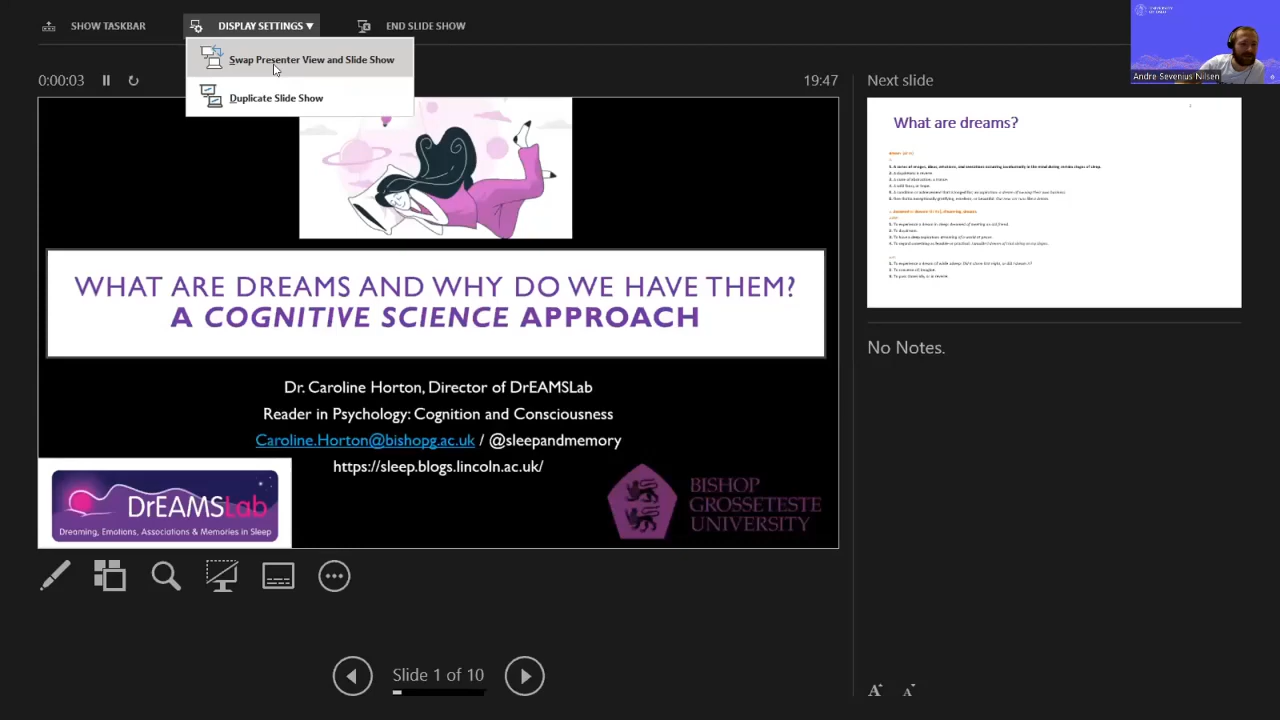 SHOW TASKBAR
DISPLAY SETTINGS ▼
END SLIDE SHOW
Swap Presenter View and Slide Show
Duplicate Slide Show
0:00:03
19:47
Next slide
Andre Sevenius Nilsen
What are dreams?
WHAT ARE DREAMS AND WHY DO WE HAVE THEM?
A COGNITIVE SCIENCE APPROACH
Dr. Caroline Horton, Director of DrEAMSLab
Reader in Psychology: Cognition and Consciousness
Caroline.Horton@bishopg.ac.uk / @sleepandmemory
https://sleep.blogs.lincoln.ac.uk/
DrEAMSLab
Dreaming, Emotions, Associations & Memories in Sleep
BISHOP
GROSSETESTE
UNIVERSITY
No Notes.
Slide 1 of 10
A A